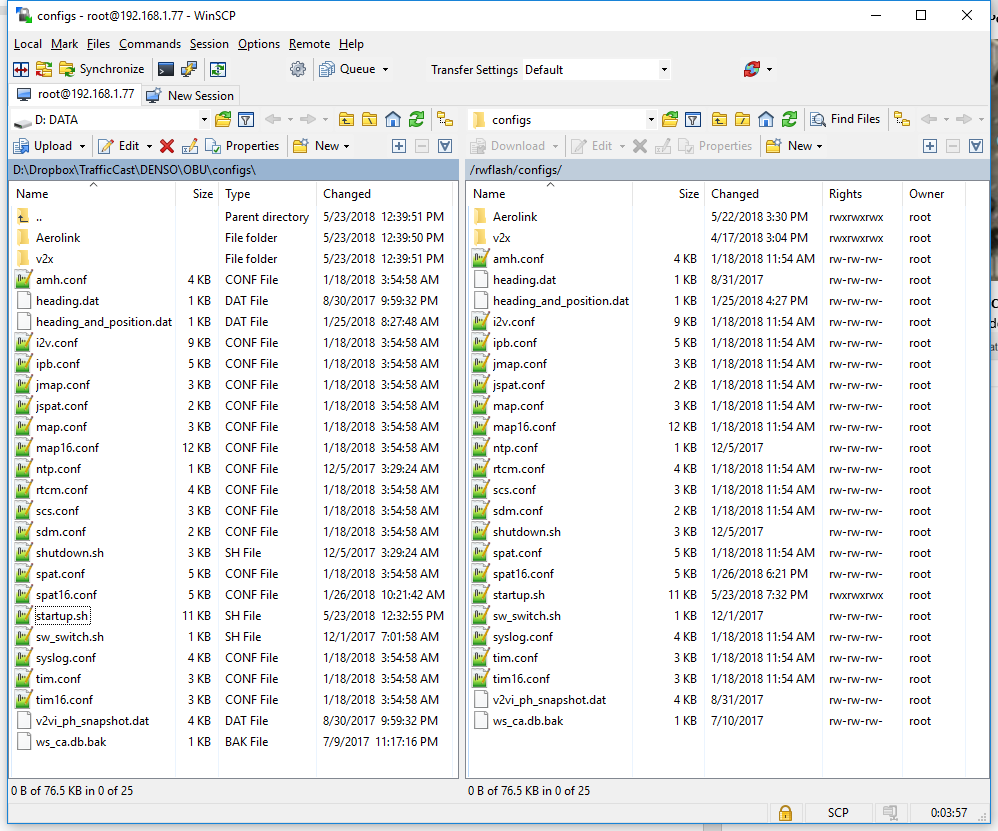 configs - root@192.168.1.77 - WinSCP
Local Mark Files Commands Session Options Remote Help
Synchronize Queue Transfer Settings Default
root@192.168.1.77 New Session
D: DATA
Upload Edit Properties New
D:\Dropbox\TrafficCast\DENSO\OBU\configs\
Name Size Type Changed
.. Parent directory 5/23/2018 12:39:51 PM
Aerolink File folder 5/23/2018 12:39:50 PM
v2x File folder 5/23/2018 12:39:51 PM
amh.conf 4 KB CONF File 1/18/2018 3:54:58 AM
heading.dat 1 KB DAT File 8/30/2017 9:59:32 PM
heading_and_position.dat 1 KB DAT File 1/25/2018 8:27:48 AM
i2v.conf 9 KB CONF File 1/18/2018 3:54:58 AM
ipb.conf 5 KB CONF File 1/18/2018 3:54:58 AM
jmap.conf 3 KB CONF File 1/18/2018 3:54:58 AM
jspat.conf 2 KB CONF File 1/18/2018 3:54:58 AM
map.conf 3 KB CONF File 1/18/2018 3:54:58 AM
map16.conf 12 KB CONF File 1/18/2018 3:54:58 AM
ntp.conf 1 KB CONF File 12/5/2017 3:29:24 AM
rtcm.conf 4 KB CONF File 1/18/2018 3:54:58 AM
scs.conf 3 KB CONF File 1/18/2018 3:54:58 AM
sdm.conf 2 KB CONF File 1/18/2018 3:54:58 AM
shutdown.sh 3 KB SH File 12/5/2017 3:29:24 AM
spat.conf 5 KB CONF File 1/18/2018 3:54:58 AM
spat16.conf 5 KB CONF File 1/26/2018 10:21:42 AM
startup.sh 11 KB SH File 5/23/2018 12:32:55 PM
sw_switch.sh 1 KB SH File 12/1/2017 7:01:58 AM
syslog.conf 4 KB CONF File 1/18/2018 3:54:58 AM
tim.conf 3 KB CONF File 1/18/2018 3:54:58 AM
tim16.conf 3 KB CONF File 1/18/2018 3:54:58 AM
v2vi_ph_snapshot.dat 4 KB DAT File 8/30/2017 9:59:32 PM
ws_ca.db.bak 1 KB BAK File 7/9/2017 11:17:16 PM
0 B of 76.5 KB in 0 of 25
configs Find Files
Download Edit Properties New
/rwflash/configs/
Name Size Changed Rights Owner
Aerolink 5/22/2018 3:30 PM rwxrwxrwx root
v2x 4/17/2018 3:04 PM rwxrwxrwx root
amh.conf 4 KB 1/18/2018 11:54 AM rw-rw-rw- root
heading.dat 1 KB 8/31/2017 rw-rw-rw- root
heading_and_position.dat 1 KB 1/25/2018 4:27 PM rw-rw-rw- root
i2v.conf 9 KB 1/18/2018 11:54 AM rw-rw-rw- root
ipb.conf 5 KB 1/18/2018 11:54 AM rw-rw-rw- root
jmap.conf 3 KB 1/18/2018 11:54 AM rw-rw-rw- root
jspat.conf 2 KB 1/18/2018 11:54 AM rw-rw-rw- root
map.conf 3 KB 1/18/2018 11:54 AM rw-rw-rw- root
map16.conf 12 KB 1/18/2018 11:54 AM rw-rw-rw- root
ntp.conf 1 KB 12/5/2017 rw-rw-rw- root
rtcm.conf 4 KB 1/18/2018 11:54 AM rw-rw-rw- root
scs.conf 3 KB 1/18/2018 11:54 AM rw-rw-rw- root
sdm.conf 2 KB 1/18/2018 11:54 AM rw-rw-rw- root
shutdown.sh 3 KB 12/5/2017 rw-rw-rw- root
spat.conf 5 KB 1/18/2018 11:54 AM rw-rw-rw- root
spat16.conf 5 KB 1/26/2018 6:21 PM rw-rw-rw- root
startup.sh 11 KB 5/23/2018 7:32 PM rwxrwxrwx root
sw_switch.sh 1 KB 12/1/2017 rw-rw-rw- root
syslog.conf 4 KB 1/18/2018 11:54 AM rw-rw-rw- root
tim.conf 3 KB 1/18/2018 11:54 AM rw-rw-rw- root
tim16.conf 3 KB 1/18/2018 11:54 AM rw-rw-rw- root
v2vi_ph_snapshot.dat 4 KB 8/31/2017 rw-rw-rw- root
ws_ca.db.bak 1 KB 7/10/2017 rw-rw-rw- root
0 B of 76.5 KB in 0 of 25
SCP 0:03:57